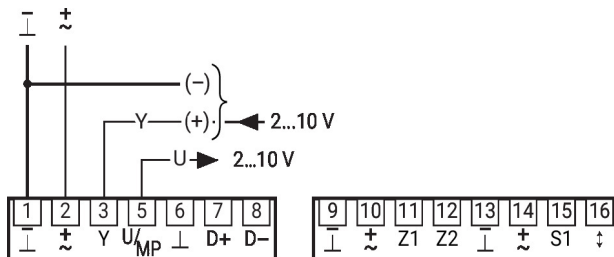 − +
⊥ ~
(−)
Y (+) 2...10 V
U 2...10 V
1 2 3 5 6 7 8 9 10 11 12 13 14 15 16
⊥ ~ Y U/MP ⊥ D+ D− ⊥ ~ Z1 Z2 ⊥ ~ S1 ↕